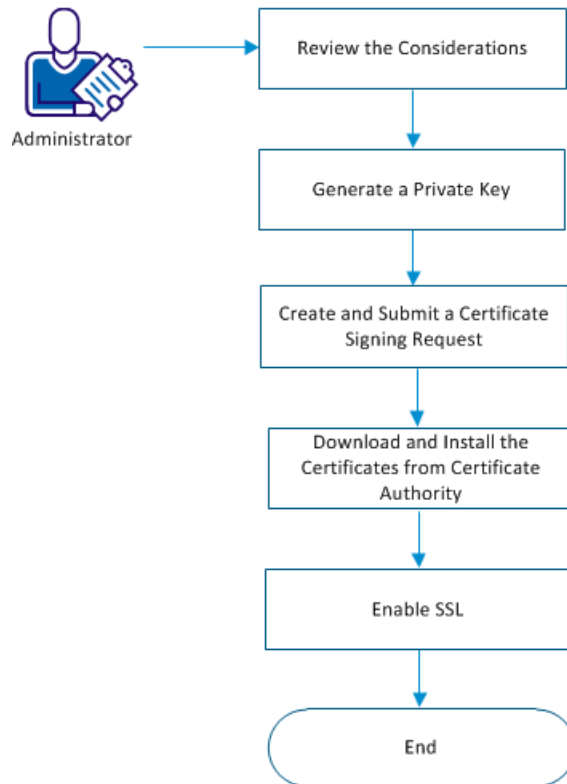 Review the Considerations
Administrator
Generate a Private Key
Create and Submit a Certificate
Signing Request
Download and Install the
Certificates from Certificate
Authority
Enable SSL
End